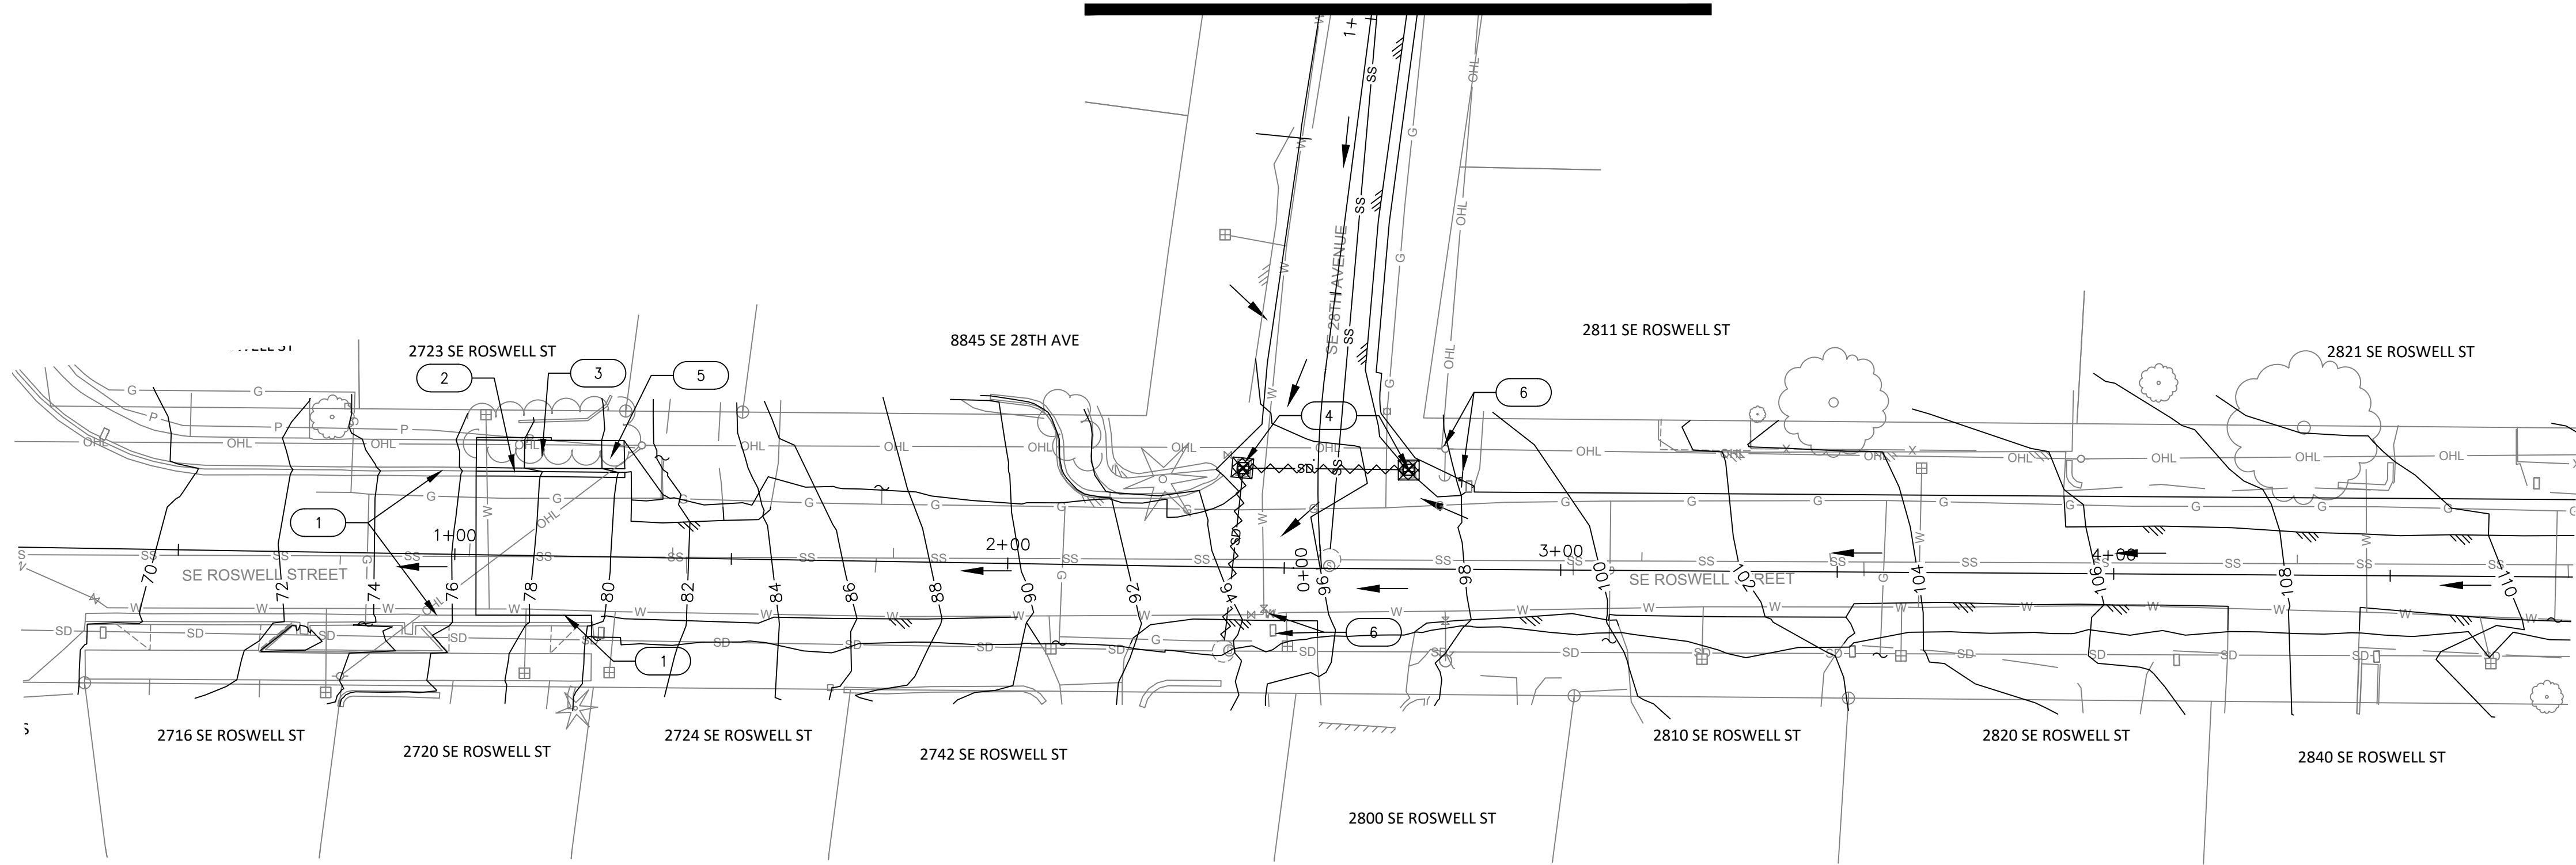 1+
SE 28TH AVENUE
2723 SE ROSWELL ST
8845 SE 28TH AVE
2811 SE ROSWELL ST
2821 SE ROSWELL ST
2
3
5
4
6
1
1+00
2+00
0+00
3+00
4+00
SE ROSWELL STREET
SE ROSWELL STREET
70
72
74
76
78
80
82
84
86
88
90
92
94
96
98
100
102
104
106
108
110
1
6
2716 SE ROSWELL ST
2720 SE ROSWELL ST
2724 SE ROSWELL ST
2742 SE ROSWELL ST
2800 SE ROSWELL ST
2810 SE ROSWELL ST
2820 SE ROSWELL ST
2840 SE ROSWELL ST